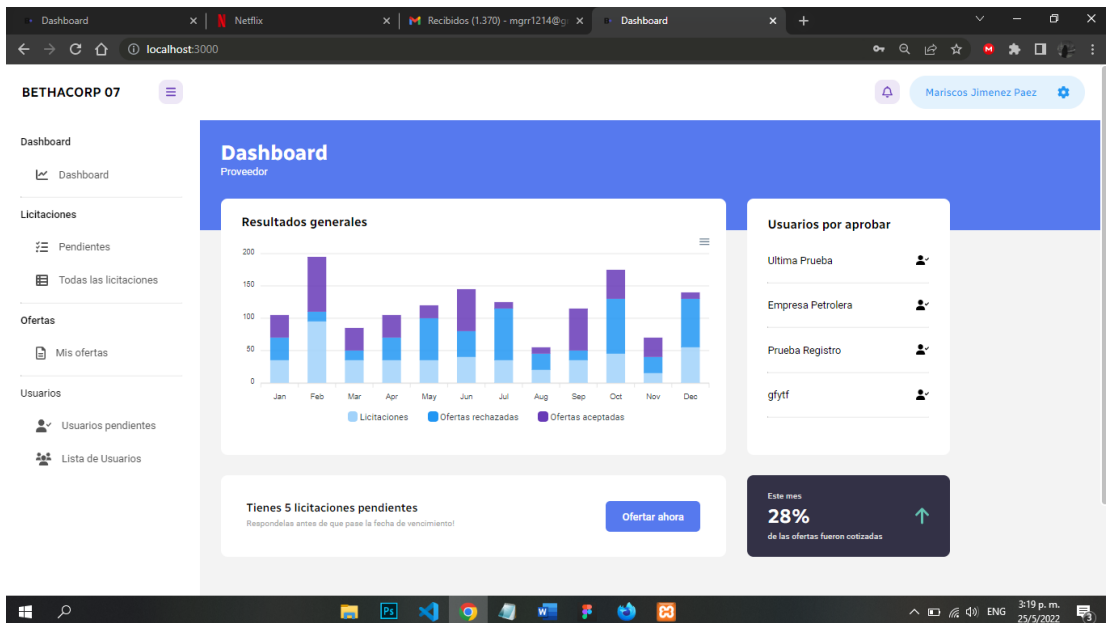 Dashboard
Netflix
Recibidos (1.370) - mgrr1214@g
Dashboard
localhost:3000
BETHACORP 07
Mariscos Jimenez Paez
Dashboard
Dashboard
Licitaciones
Pendientes
Todas las licitaciones
Ofertas
Mis ofertas
Usuarios
Usuarios pendientes
Lista de Usuarios
Dashboard
Proveedor
Resultados generales
200
150
100
50
0
Jan Feb Mar Apr May Jun Jul Aug Sep Oct Nov Dec
Licitaciones Ofertas rechazadas Ofertas aceptadas
Usuarios por aprobar
Ultima Prueba
Empresa Petrolera
Prueba Registro
gfytf
Tienes 5 licitaciones pendientes
Respondelas antes de que pase la fecha de vencimiento!
Ofertar ahora
Este mes
28%
de las ofertas fueron cotizadas
Ps
ENG
3:19 p. m.
25/5/2022
3